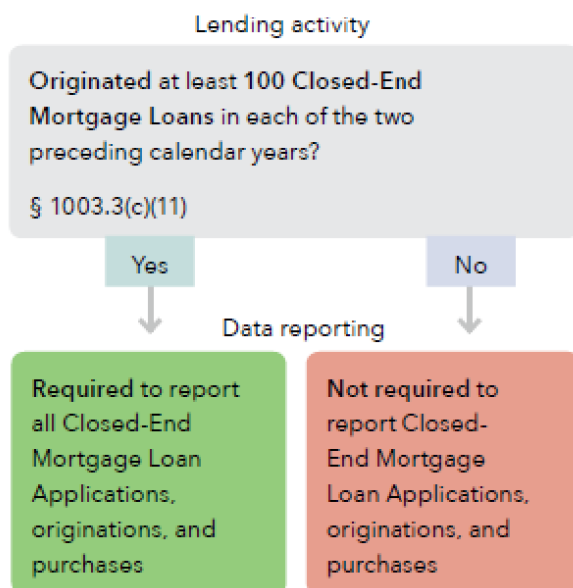 Lending activity
Originated at least 100 Closed-End
Mortgage Loans in each of the two
preceding calendar years?
§ 1003.3(c)(11)
Yes
No
Data reporting
Required to report
all Closed-End
Mortgage Loan
Applications,
originations, and
purchases
Not required to
report Closed-
End Mortgage
Loan Applications,
originations, and
purchases